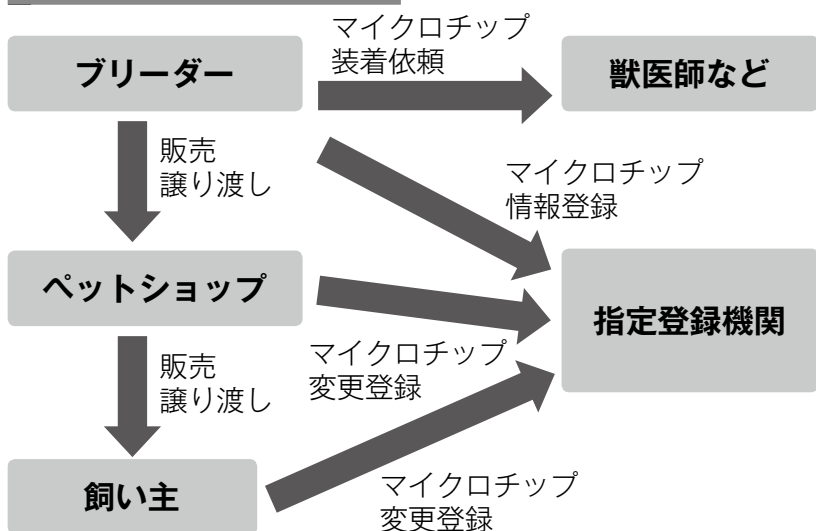 ブリーダー
マイクロチップ
装着依頼
獣医師など
販売
譲り渡し
マイクロチップ
情報登録
ペットショップ
指定登録機関
マイクロチップ
変更登録
販売
譲り渡し
飼い主
マイクロチップ
変更登録